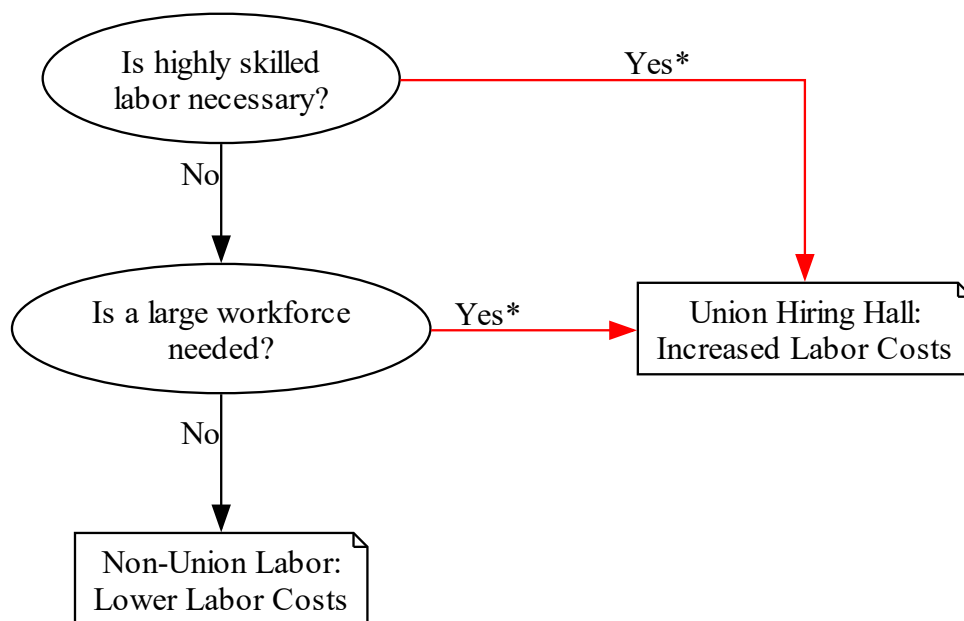 Is highly skilled
labor necessary?
Yes*
No
Is a large workforce
needed?
Yes*
Union Hiring Hall:
Increased Labor Costs
No
Non-Union Labor:
Lower Labor Costs